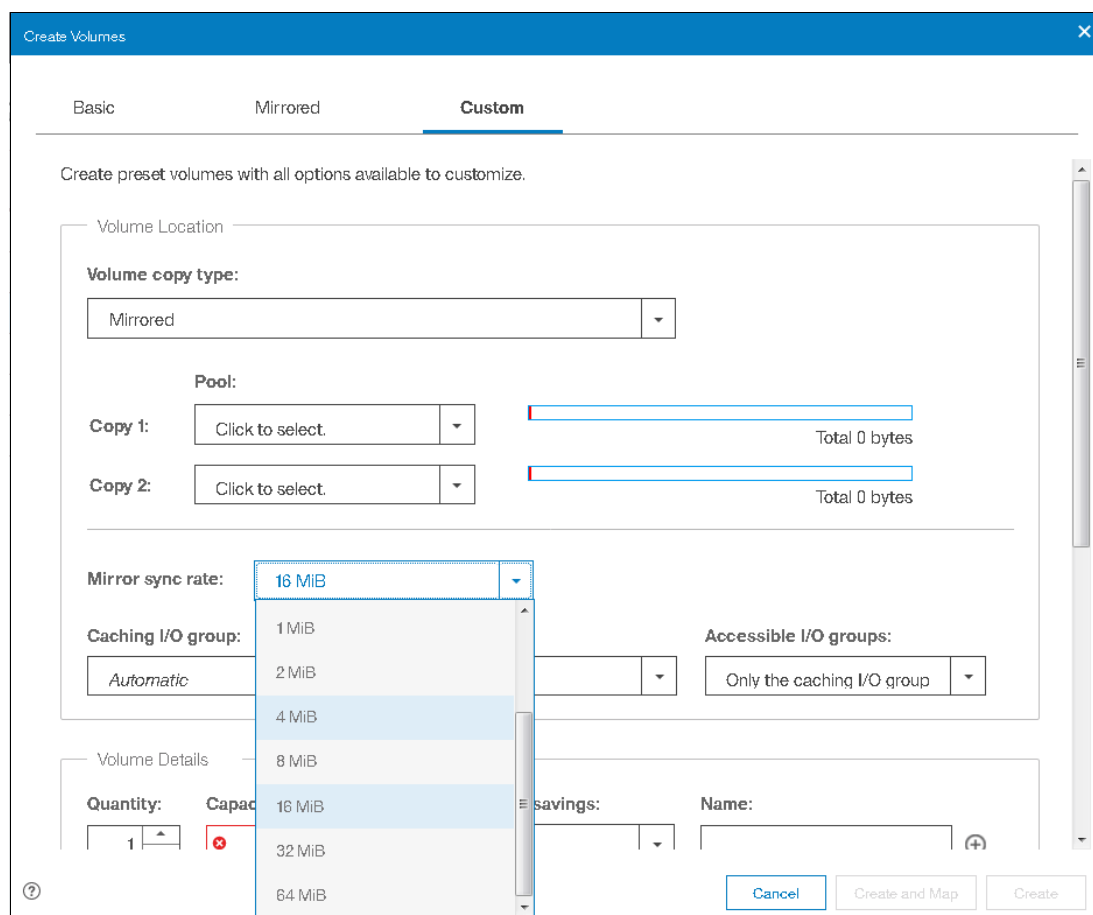 Create Volumes
Basic Mirrored Custom
Create preset volumes with all options available to customize.
Volume Location
Volume copy type:
Mirrored
Pool:
Copy 1: Click to select.
Total 0 bytes
Copy 2: Click to select.
Total 0 bytes
Mirror sync rate: 16 MiB
1 MiB
Caching I/O group: Accessible I/O groups:
2 MiB
Automatic Only the caching I/O group
4 MiB
Volume Details 8 MiB
Quantity: Capac 16 MiB savings: Name:
1
32 MiB
64 MiB
Cancel Create and Map Create